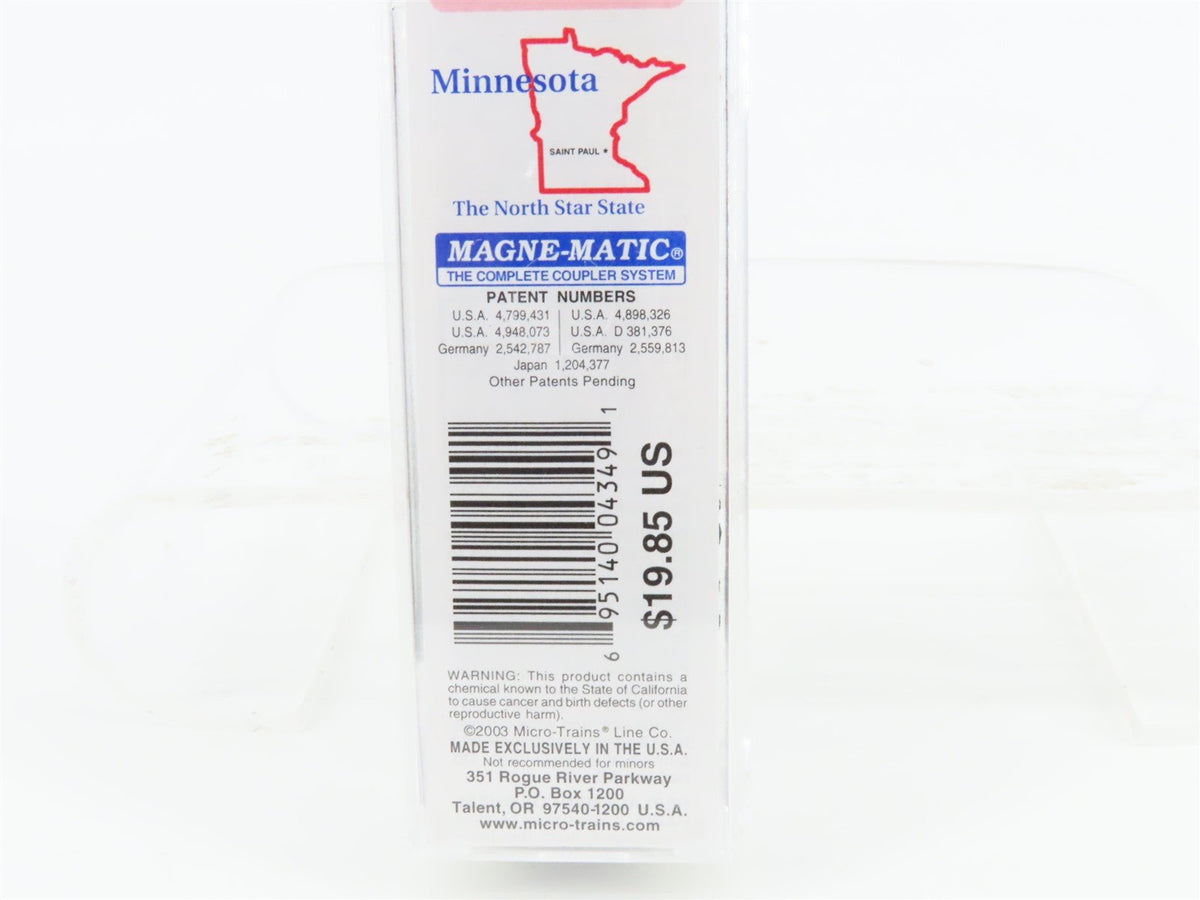 Minnesota
SAINT PAUL ★
The North Star State
MAGNE-MATIC®
THE COMPLETE COUPLER SYSTEM
PATENT NUMBERS
U.S.A. 4,799,431 U.S.A. 4,898,326
U.S.A. 4,948,073 U.S.A. D 381,376
Germany 2,542,787 Germany 2,559,813
Japan 1,204,377
Other Patents Pending
6 95140 04349 1
$19.85 US
WARNING: This product contains a
chemical known to the State of California
to cause cancer and birth defects (or other
reproductive harm).
©2003 Micro-Trains® Line Co.
MADE EXCLUSIVELY IN THE U.S.A.
Not recommended for minors
351 Rogue River Parkway
P.O. Box 1200
Talent, OR 97540-1200 U.S.A.
www.micro-trains.com